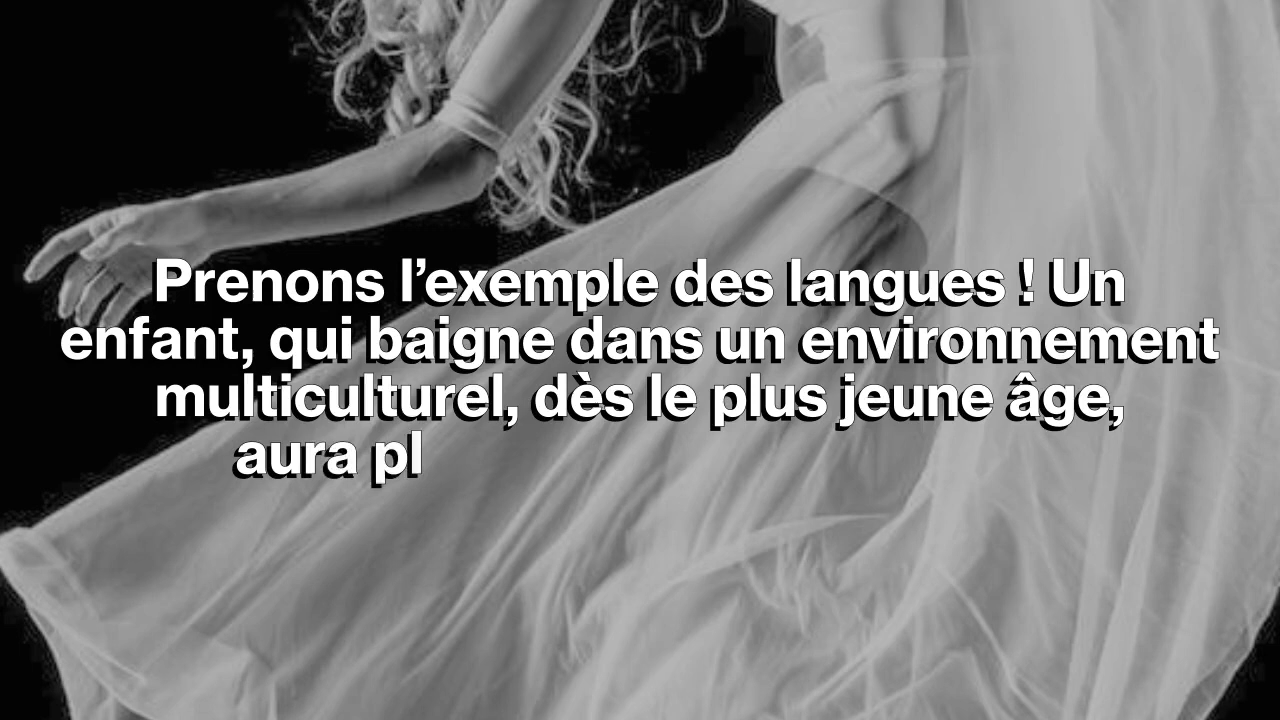 Prenons l’exemple des langues ! Un
enfant, qui baigne dans un environnement
multiculturel, dès le plus jeune âge,
aura pl